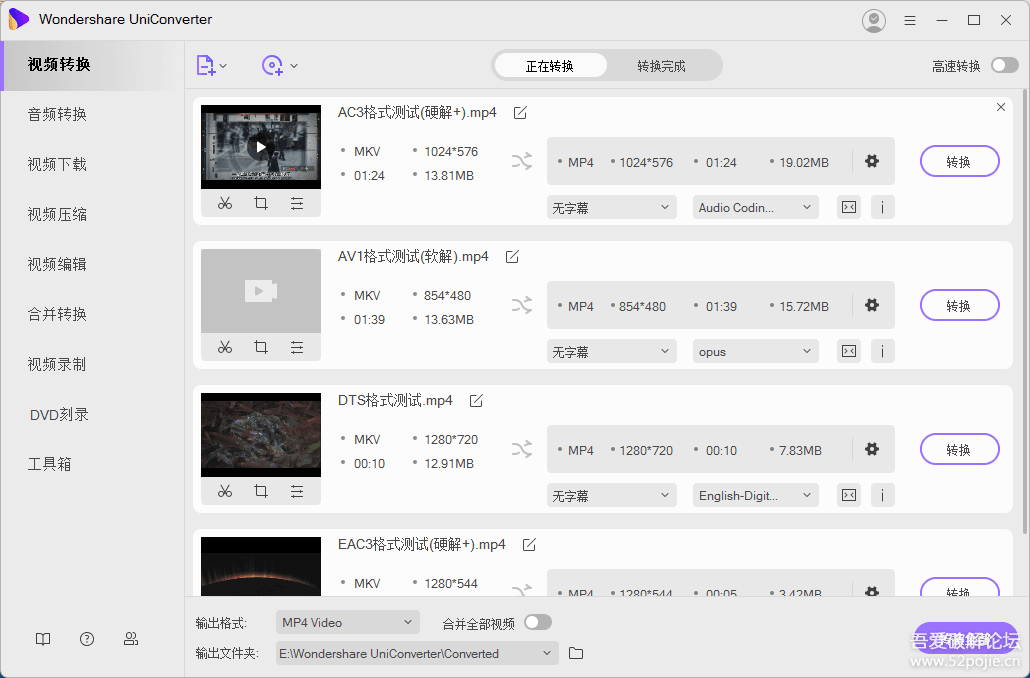 Wondershare UniConverter
视频转换
音频转换
视频下载
视频压缩
视频编辑
合并转换
视频录制
DVD刻录
工具箱
正在转换 转换完成 高速转换
AC3格式测试(硬解+).mp4
MKV 1024*576
01:24 13.81MB
MP4 1024*576 01:24 19.02MB
转换
无字幕 Audio Codin...
AV1格式测试(软解).mp4
MKV 854*480
01:39 13.63MB
MP4 854*480 01:39 15.72MB
转换
无字幕 opus
DTS格式测试.mp4
MKV 1280*720
00:10 12.91MB
MP4 1280*720 00:10 7.83MB
转换
无字幕 English-Digit...
EAC3格式测试(硬解+).mp4
MKV 1280*544
MP4 1280*544 00:05 3.42MB
转换
输出格式: MP4 Video 合并全部视频
输出文件夹: E:\Wondershare UniConverter\Converted
吾爱破解论坛
www.52pojie.cn